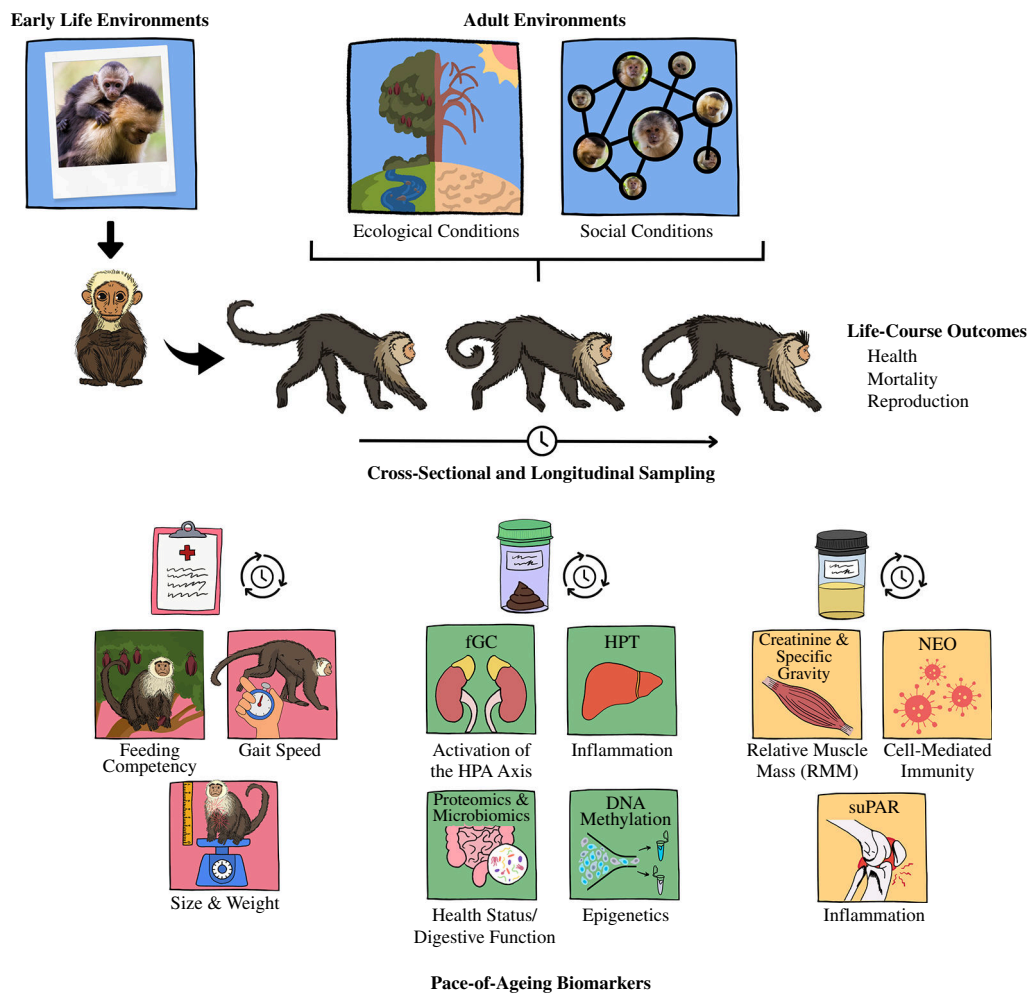 Early Life Environments
Adult Environments
Ecological Conditions
Social Conditions
Life-Course Outcomes
Health
Mortality
Reproduction
Cross-Sectional and Longitudinal Sampling
Feeding
Competency
Gait Speed
Size & Weight
fGC
Activation of
the HPA Axis
HPT
Inflammation
Proteomics &
Microbiomics
Health Status/
Digestive Function
DNA
Methylation
Epigenetics
Creatinine &
Specific
Gravity
Relative Muscle
Mass (RMM)
NEO
Cell-Mediated
Immunity
suPAR
Inflammation
Pace-of-Ageing Biomarkers